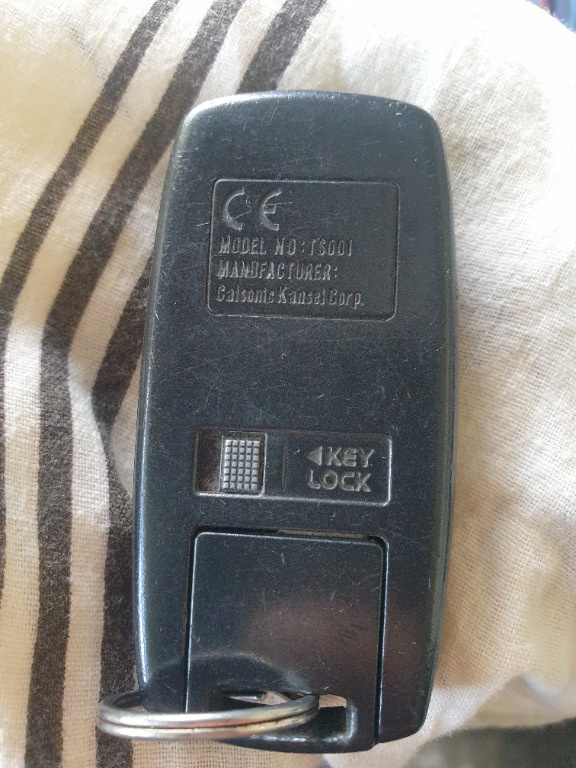 CE
MODEL NO:TS001
MANUFACTURER:
Calsonic Kansei Corp.
◀KEY
LOCK